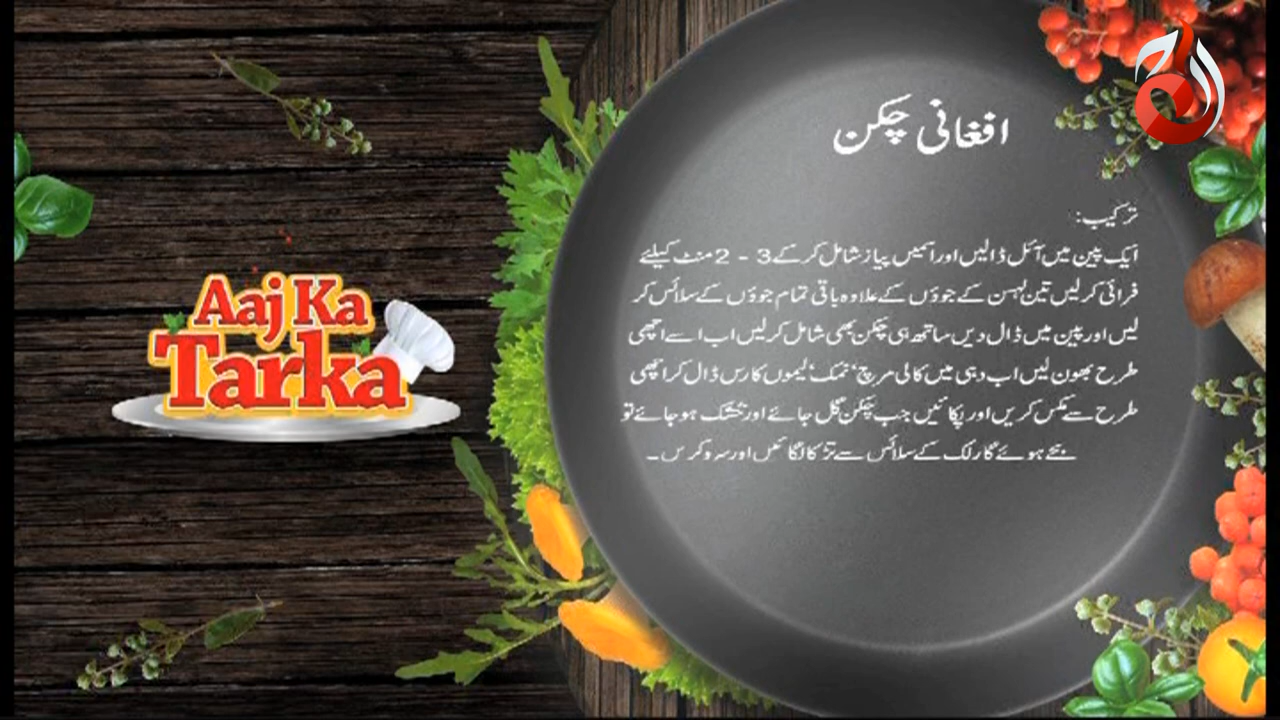 Aaj Ka
Tarka
افغانی چکن
ترکیب:
ایک پین میں آئل ڈالیں اور اسمیں پیاز شامل کر کے 3 - 2 منٹ کیلئے
فرائی کرلیں تین لہسن کے جوؤں کے علاوہ باقی تمام جوؤں کے سلائس کر
لیں اور پین میں ڈال دیں ساتھ ہی چکن بھی شامل کرلیں اب اسے اچھی
طرح بھون لیں اب دہی میں کالی مرچ‘ نمک‘ لیموں کا رس ڈال کر اچھی
طرح سے مکس کریں اور پکائیں جب چکن گل جائے اور خشک ہو جائے تو
بچے ہوئے گارلک کے سلائس سے تڑکا لگائیں اور سرو کریں۔